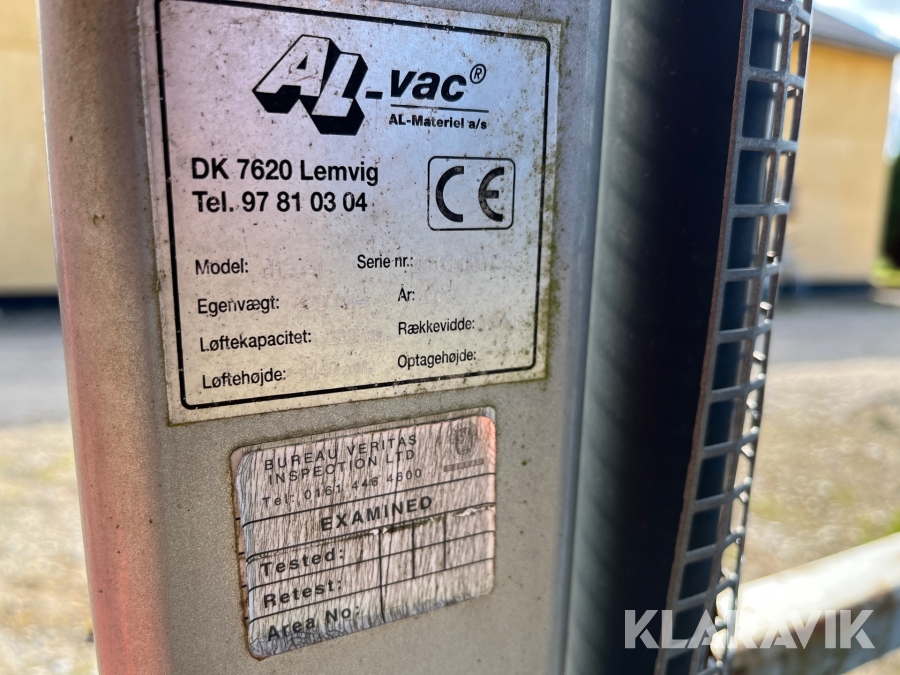 AL-vac®
AL-Materiel a/s
DK 7620 Lemvig
Tel. 97 81 03 04
CE
Model:
Serie nr.:
Egenvægt:
År:
Løftekapacitet:
Rækkevidde:
Løftehøjde:
Optagehøjde:
BUREAU VERITAS
INSPECTION LTD
Tel: 0161 446 4600
EXAMINED
Tested:
Retest:
Area No:
KLARAVIK